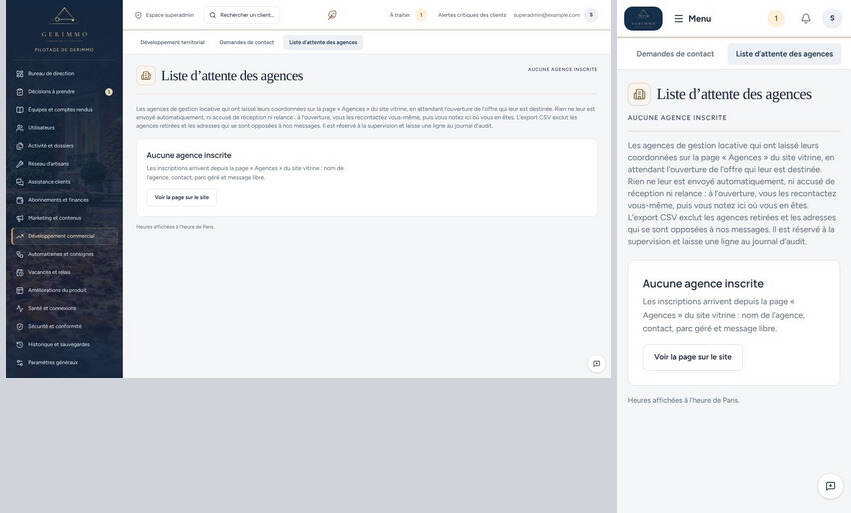 GERIMMO
PILOTAGE DE GERIMMO
Bureau de direction
Décisions à prendre
1
Équipes et comptes rendus
Utilisateurs
Activité et dossiers
Réseau d'artisans
Assistance clients
Abonnements et finances
Marketing et contenus
Développement commercial
Automatismes et consignes
Vacances et relais
Améliorations du produit
Santé et connexions
Sécurité et conformité
Historique et sauvegardes
Paramètres généraux
Espace superadmin
Rechercher un client...
À traiter
1
Alertes critiques des clients
superadmin@example.com
S
Développement territorial
Demandes de contact
Liste d'attente des agences
Liste d'attente des agences
AUCUNE AGENCE INSCRITE
Les agences de gestion locative qui ont laissé leurs coordonnées sur la page « Agences » du site vitrine, en attendant l'ouverture de l'offre qui leur est destinée. Rien ne leur est
envoyé automatiquement, ni accusé de réception ni relance : à l'ouverture, vous les recontactez vous-même, puis vous notez ici où vous en êtes. L'export CSV exclut les
agences retirées et les adresses qui se sont opposées à nos messages. Il est réservé à la supervision et laisse une ligne au journal d'audit.
Aucune agence inscrite
Les inscriptions arrivent depuis la page « Agences » du site vitrine : nom de
l'agence, contact, parc géré et message libre.
Voir la page sur le site
Heures affichées à l'heure de Paris.
Menu
1
S
Demandes de contact
Liste d'attente des agences
Liste d'attente des agences
AUCUNE AGENCE INSCRITE
Les agences de gestion locative qui ont laissé leurs
coordonnées sur la page « Agences » du site vitrine, en
attendant l'ouverture de l'offre qui leur est destinée.
Rien ne leur est envoyé automatiquement, ni accusé de
réception ni relance : à l'ouverture, vous les recontactez
vous-même, puis vous notez ici où vous en êtes.
L'export CSV exclut les agences retirées et les adresses
qui se sont opposées à nos messages. Il est réservé à la
supervision et laisse une ligne au journal d'audit.
Aucune agence inscrite
Les inscriptions arrivent depuis la page «
Agences » du site vitrine : nom de l'agence,
contact, parc géré et message libre.
Voir la page sur le site
Heures affichées à l'heure de Paris.